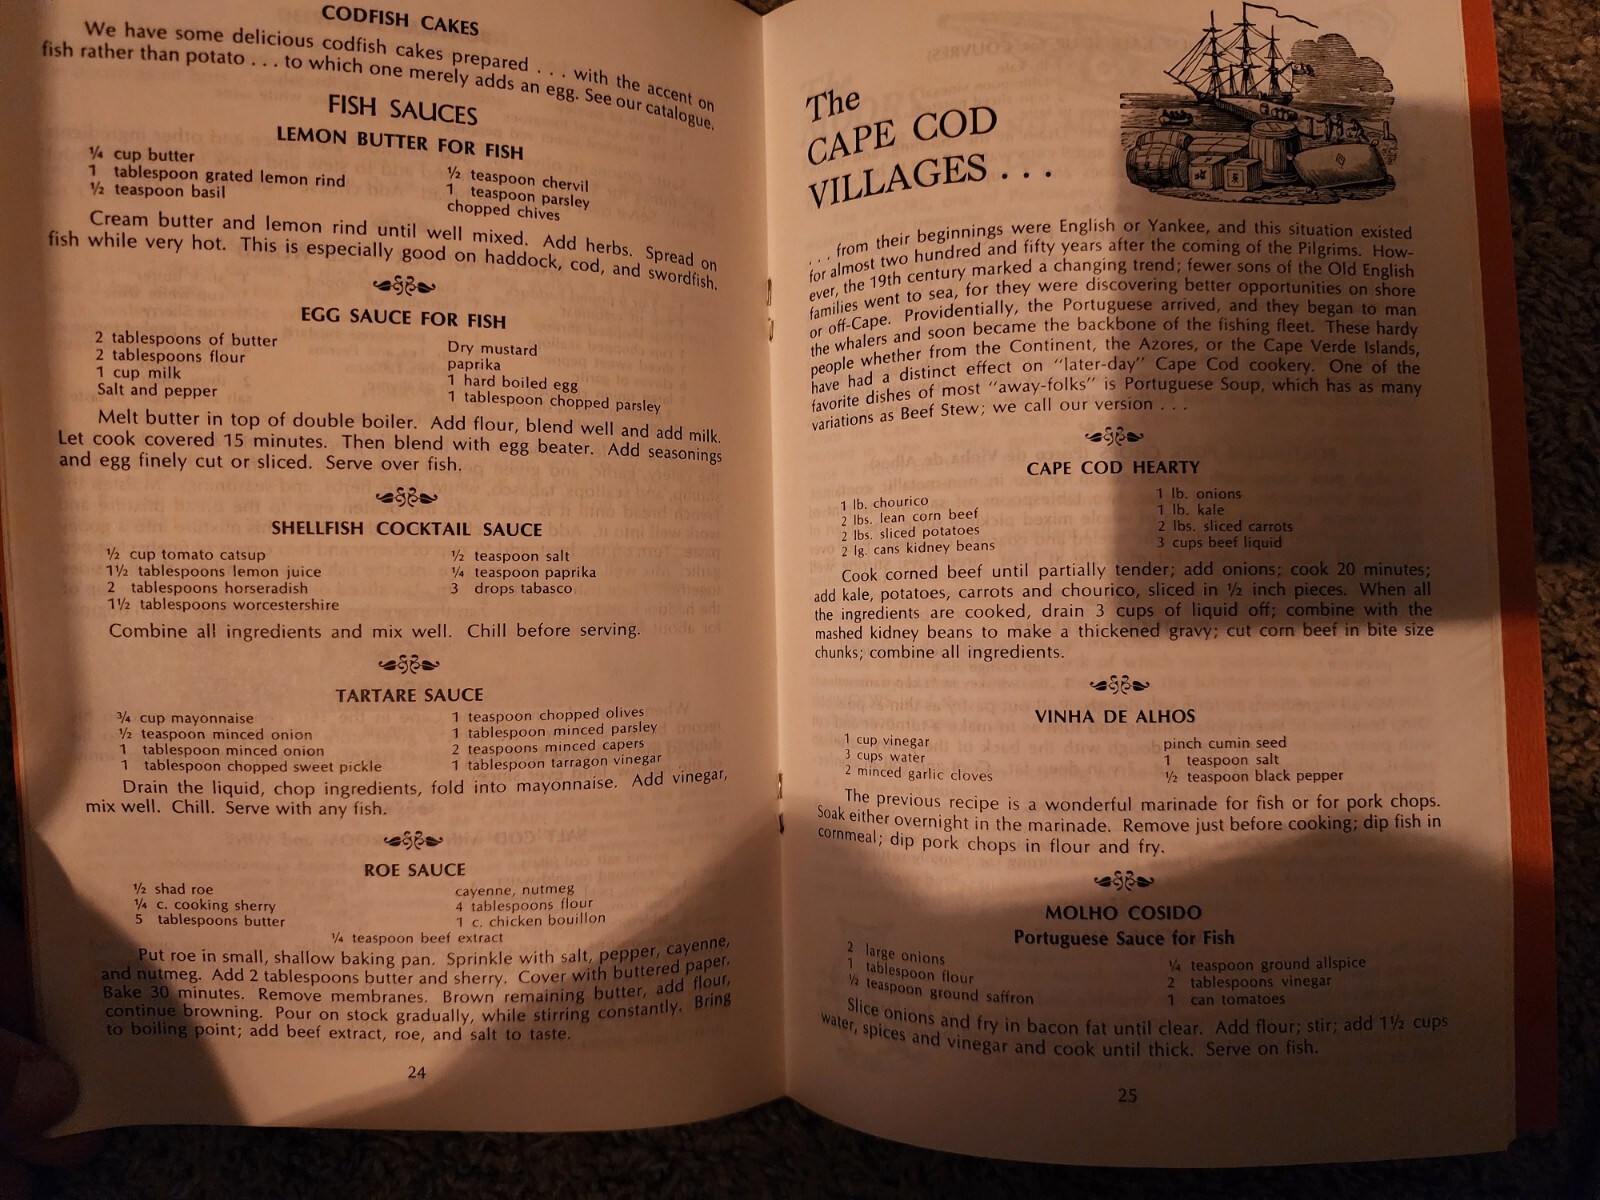 CODFISH CAKES
We have some delicious codfish cakes prepared . . . with the accent on
fish rather than potato . . . to which one merely adds an egg. See our catalogue.
FISH SAUCES
LEMON BUTTER FOR FISH
¼ cup butter
1 tablespoon grated lemon rind
½ teaspoon basil
½ teaspoon chervil
1 teaspoon parsley
chopped chives
Cream butter and lemon rind until well mixed. Add herbs. Spread on
fish while very hot. This is especially good on haddock, cod, and swordfish.
EGG SAUCE FOR FISH
2 tablespoons of butter
2 tablespoons flour
1 cup milk
Salt and pepper
Dry mustard
paprika
1 hard boiled egg
1 tablespoon chopped parsley
Melt butter in top of double boiler. Add flour, blend well and add milk.
Let cook covered 15 minutes. Then blend with egg beater. Add seasonings
and egg finely cut or sliced. Serve over fish.
SHELLFISH COCKTAIL SAUCE
½ cup tomato catsup
1½ tablespoons lemon juice
2 tablespoons horseradish
1½ tablespoons worcestershire
½ teaspoon salt
¼ teaspoon paprika
3 drops tabasco
Combine all ingredients and mix well. Chill before serving.
TARTARE SAUCE
¾ cup mayonnaise
½ teaspoon minced onion
1 tablespoon minced onion
1 tablespoon chopped sweet pickle
1 teaspoon chopped olives
1 tablespoon minced parsley
2 teaspoons minced capers
1 tablespoon tarragon vinegar
Drain the liquid, chop ingredients, fold into mayonnaise. Add vinegar,
mix well. Chill. Serve with any fish.
ROE SAUCE
½ shad roe
¼ c. cooking sherry
5 tablespoons butter
cayenne, nutmeg
4 tablespoons flour
1 c. chicken bouillon
¼ teaspoon beef extract
Put roe in small, shallow baking pan. Sprinkle with salt, pepper, cayenne,
and nutmeg. Add 2 tablespoons butter and sherry. Cover with buttered paper.
Bake 30 minutes. Remove membranes. Brown remaining butter, add flour,
continue browning. Pour on stock gradually, while stirring constantly. Bring
to boiling point; add beef extract, roe, and salt to taste.
24
The
CAPE COD
VILLAGES . . .
. . . from their beginnings were English or Yankee, and this situation existed
for almost two hundred and fifty years after the coming of the Pilgrims. How-
ever, the 19th century marked a changing trend; fewer sons of the Old English
families went to sea, for they were discovering better opportunities on shore
or off-Cape. Providentially, the Portuguese arrived, and they began to man
the whalers and soon became the backbone of the fishing fleet. These hardy
people whether from the Continent, the Azores, or the Cape Verde Islands,
have had a distinct effect on "later-day" Cape Cod cookery. One of the
favorite dishes of most "away-folks" is Portuguese Soup, which has as many
variations as Beef Stew; we call our version . . .
CAPE COD HEARTY
1 lb. chourico
2 lbs. lean corn beef
2 lbs. sliced potatoes
2 lg. cans kidney beans
1 lb. onions
1 lb. kale
2 lbs. sliced carrots
3 cups beef liquid
Cook corned beef until partially tender; add onions; cook 20 minutes;
add kale, potatoes, carrots and chourico, sliced in ½ inch pieces. When all
the ingredients are cooked, drain 3 cups of liquid off; combine with the
mashed kidney beans to make a thickened gravy; cut corn beef in bite size
chunks; combine all ingredients.
VINHA DE ALHOS
1 cup vinegar
3 cups water
2 minced garlic cloves
pinch cumin seed
1 teaspoon salt
½ teaspoon black pepper
The previous recipe is a wonderful marinade for fish or for pork chops.
Soak either overnight in the marinade. Remove just before cooking; dip fish in
cornmeal; dip pork chops in flour and fry.
MOLHO COSIDO
Portuguese Sauce for Fish
2 large onions
1 tablespoon flour
½ teaspoon ground saffron
¼ teaspoon ground allspice
2 tablespoons vinegar
1 can tomatoes
Slice onions and fry in bacon fat until clear. Add flour; stir; add 1½ cups
water, spices and vinegar and cook until thick. Serve on fish.
25